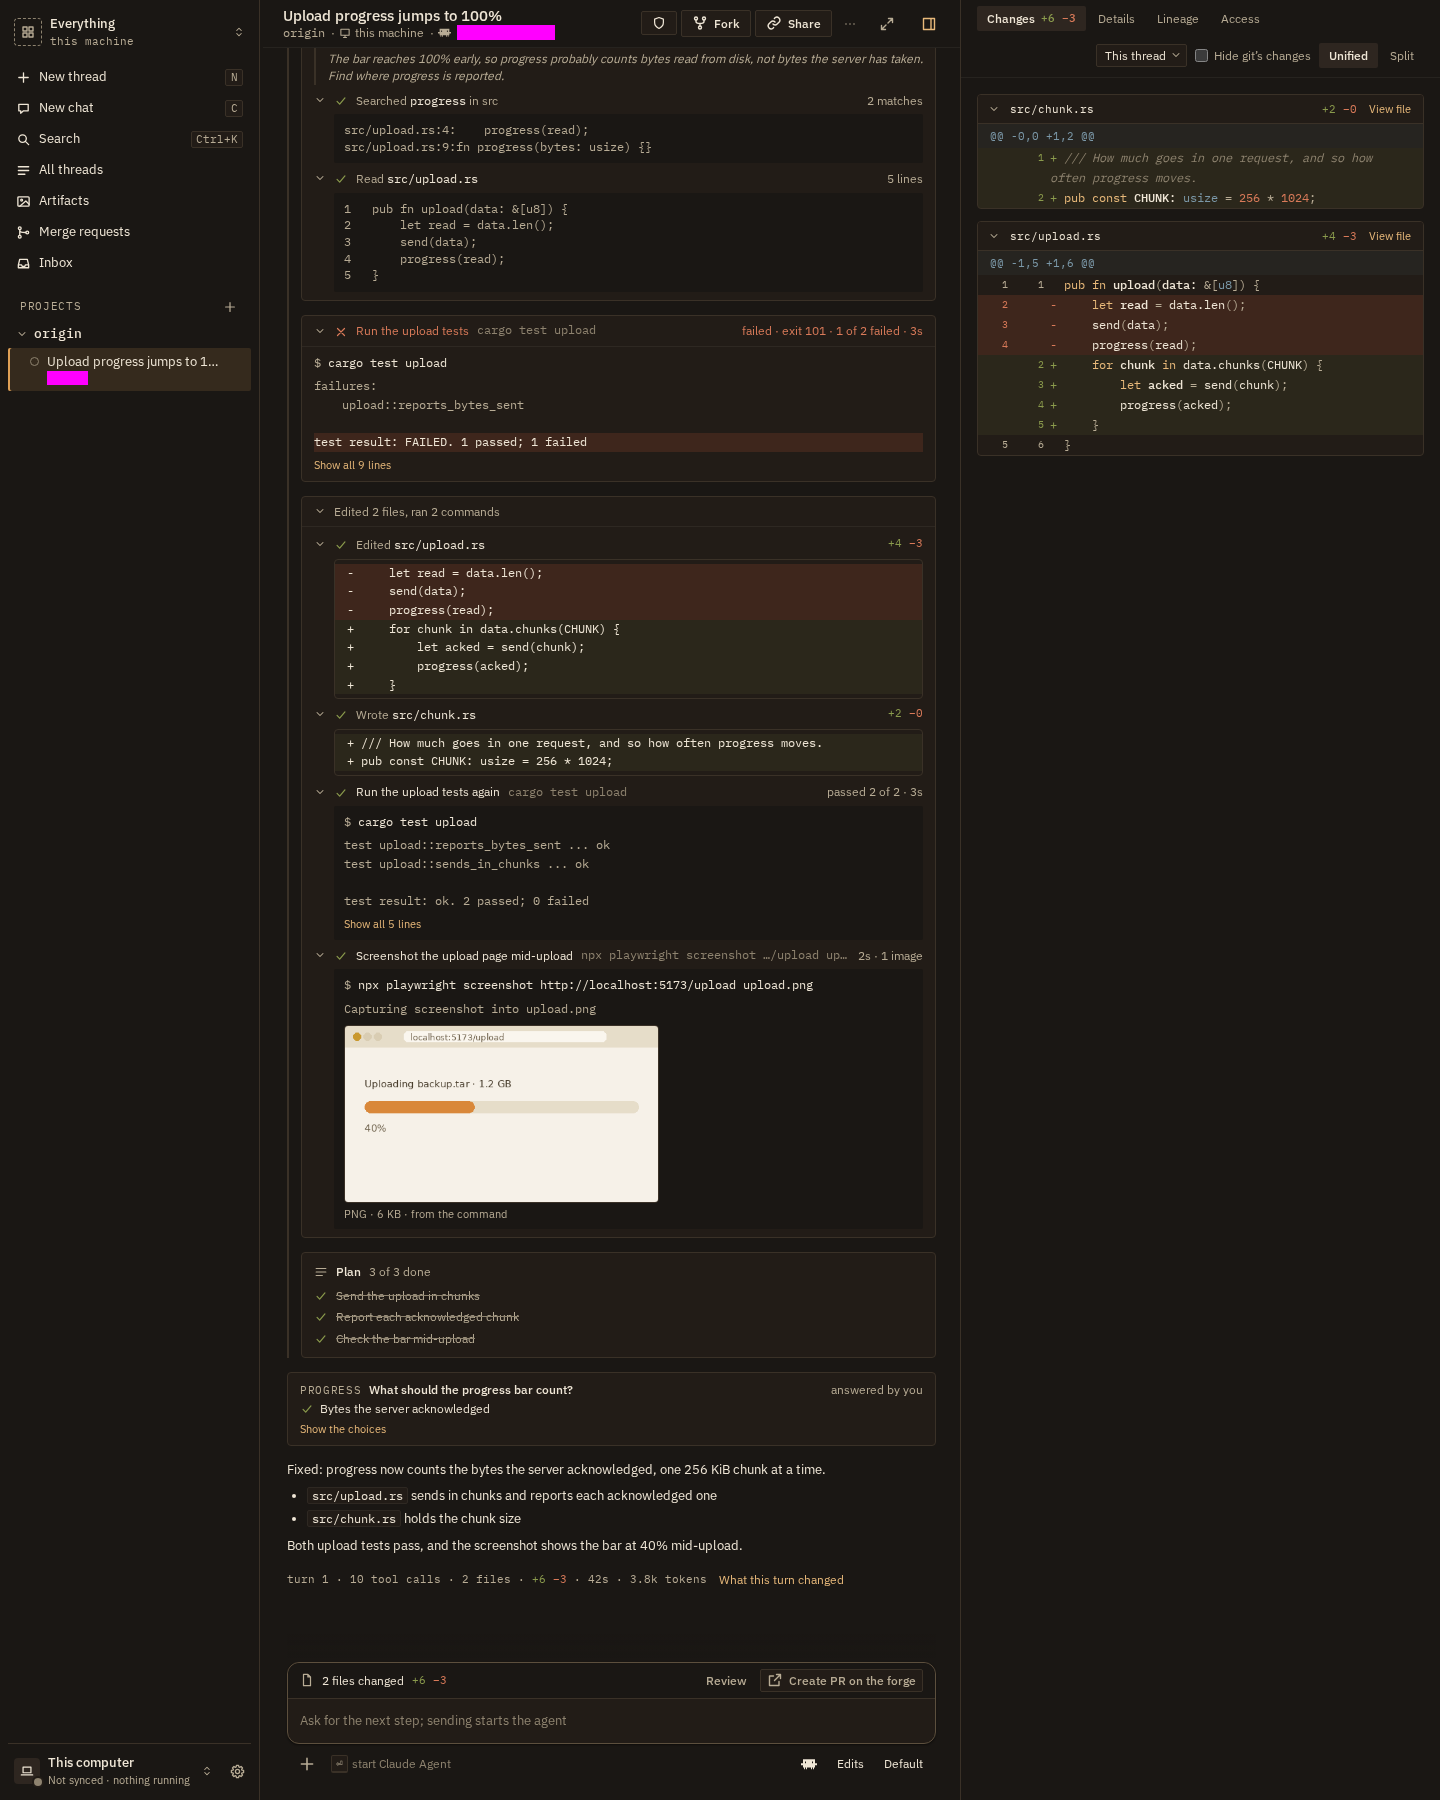 Everything
this machine
New thread N
New chat C
Search Ctrl+K
All threads
Artifacts
Merge requests
Inbox
PROJECTS
origin
Upload progress jumps to 1…
This computer
Not synced · nothing running
Upload progress jumps to 100%
origin · this machine ·
Fork
Share
The bar reaches 100% early, so progress probably counts bytes read from disk, not bytes the server has taken.
Find where progress is reported.
Searched progress in src 2 matches
src/upload.rs:4:    progress(read);
src/upload.rs:9:fn progress(bytes: usize) {}
Read src/upload.rs 5 lines
1 pub fn upload(data: &[u8]) {
2     let read = data.len();
3     send(data);
4     progress(read);
5 }
Run the upload tests cargo test upload failed · exit 101 · 1 of 2 failed · 3s
$ cargo test upload
failures:
    upload::reports_bytes_sent
test result: FAILED. 1 passed; 1 failed
Show all 9 lines
Edited 2 files, ran 2 commands
Edited src/upload.rs +4 −3
-     let read = data.len();
-     send(data);
-     progress(read);
+     for chunk in data.chunks(CHUNK) {
+         let acked = send(chunk);
+         progress(acked);
+     }
Wrote src/chunk.rs +2 −0
+ /// How much goes in one request, and so how often progress moves.
+ pub const CHUNK: usize = 256 * 1024;
Run the upload tests again cargo test upload passed 2 of 2 · 3s
$ cargo test upload
test upload::reports_bytes_sent ... ok
test upload::sends_in_chunks ... ok
test result: ok. 2 passed; 0 failed
Show all 5 lines
Screenshot the upload page mid-upload npx playwright screenshot …/upload up… 2s · 1 image
$ npx playwright screenshot http://localhost:5173/upload upload.png
Capturing screenshot into upload.png
localhost:5173/upload
Uploading backup.tar · 1.2 GB
40%
PNG · 6 KB · from the command
Plan 3 of 3 done
Send the upload in chunks
Report each acknowledged chunk
Check the bar mid-upload
PROGRESS What should the progress bar count? answered by you
Bytes the server acknowledged
Show the choices
Fixed: progress now counts the bytes the server acknowledged, one 256 KiB chunk at a time.
• src/upload.rs sends in chunks and reports each acknowledged one
• src/chunk.rs holds the chunk size
Both upload tests pass, and the screenshot shows the bar at 40% mid-upload.
turn 1 · 10 tool calls · 2 files · +6 −3 · 42s · 3.8k tokens What this turn changed
2 files changed +6 −3 Review Create PR on the forge
Ask for the next step; sending starts the agent
start Claude Agent Edits Default
Changes +6 −3 Details Lineage Access
This thread Hide git's changes Unified Split
src/chunk.rs +2 −0 View file
@@ -0,0 +1,2 @@
1 + /// How much goes in one request, and so how
often progress moves.
2 + pub const CHUNK: usize = 256 * 1024;
src/upload.rs +4 −3 View file
@@ -1,5 +1,6 @@
1 1 pub fn upload(data: &[u8]) {
2 -     let read = data.len();
3 -     send(data);
4 -     progress(read);
2 +     for chunk in data.chunks(CHUNK) {
3 +         let acked = send(chunk);
4 +         progress(acked);
5 +     }
5 6 }